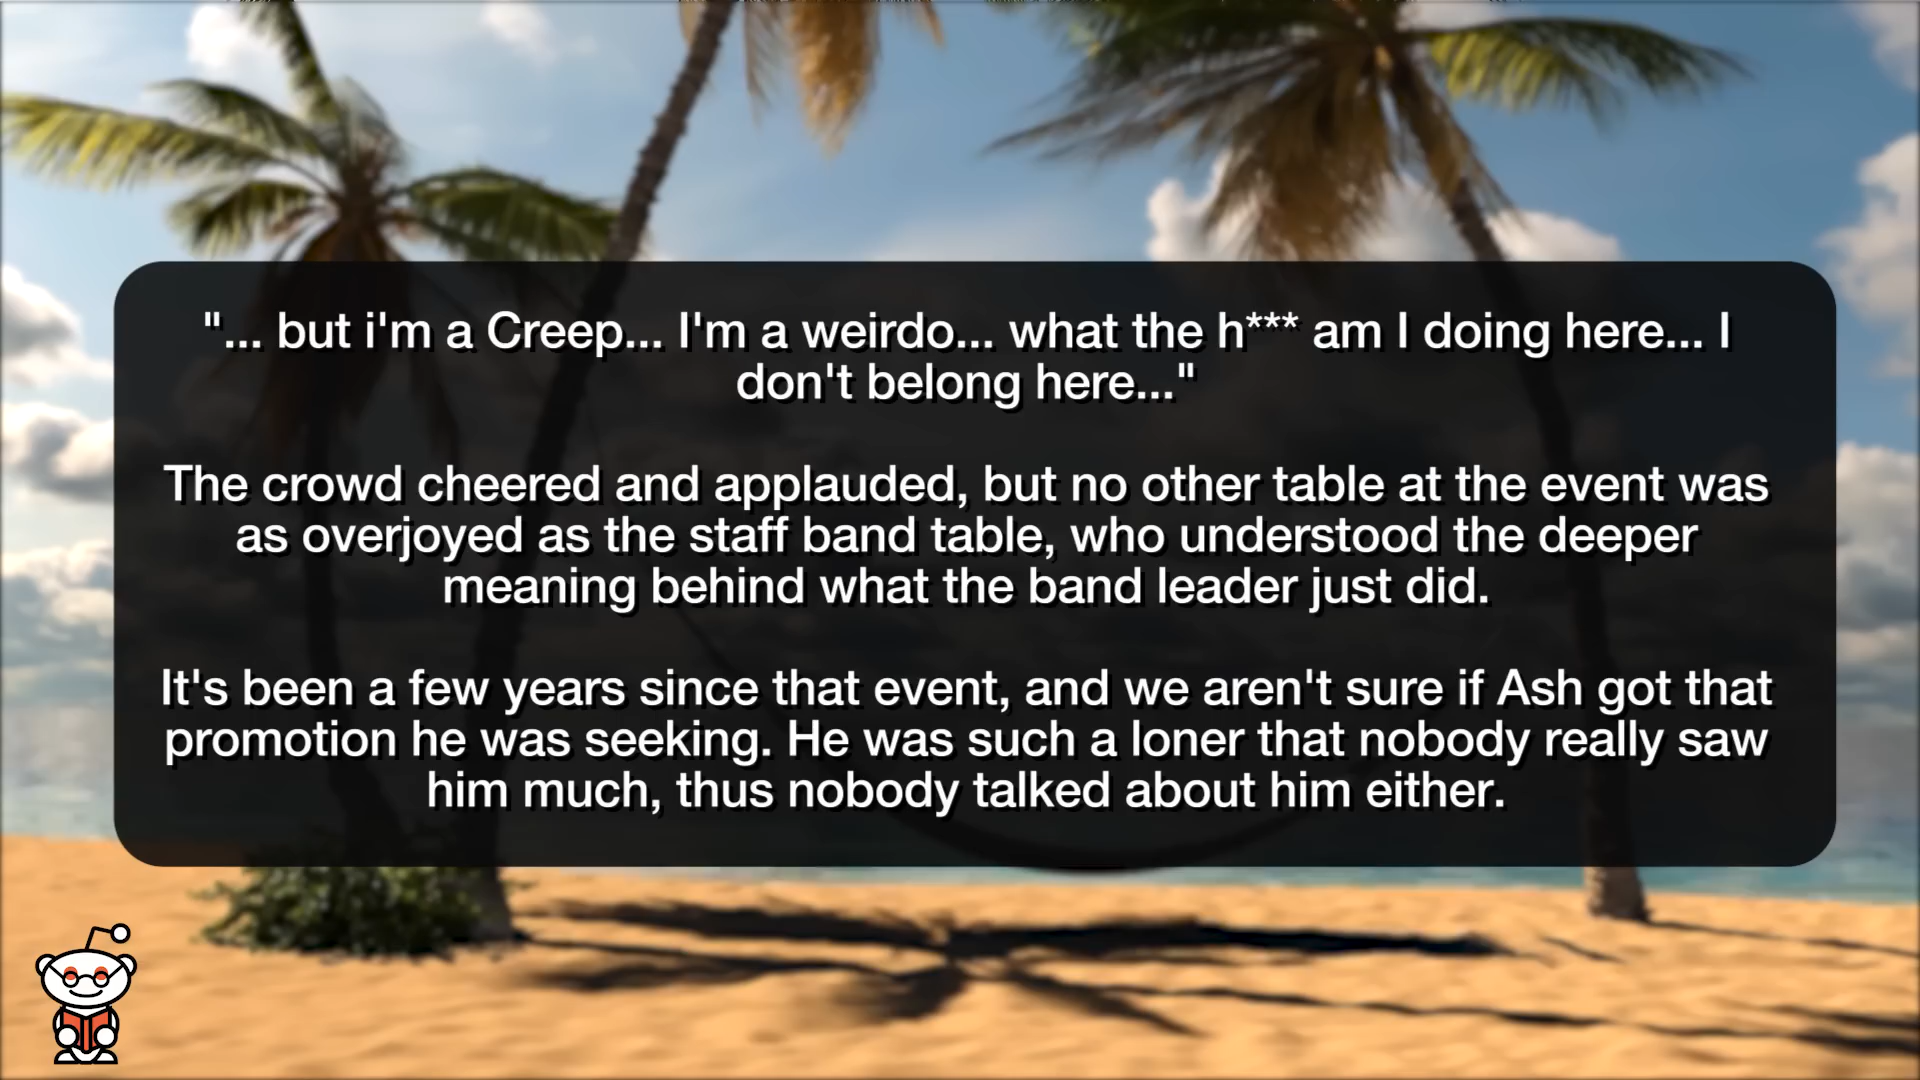 "... but i'm a Creep... I'm a weirdo... what the h*** am I doing here... I
don't belong here..."
The crowd cheered and applauded, but no other table at the event was
as overjoyed as the staff band table, who understood the deeper
meaning behind what the band leader just did.
It's been a few years since that event, and we aren't sure if Ash got that
promotion he was seeking. He was such a loner that nobody really saw
him much, thus nobody talked about him either.